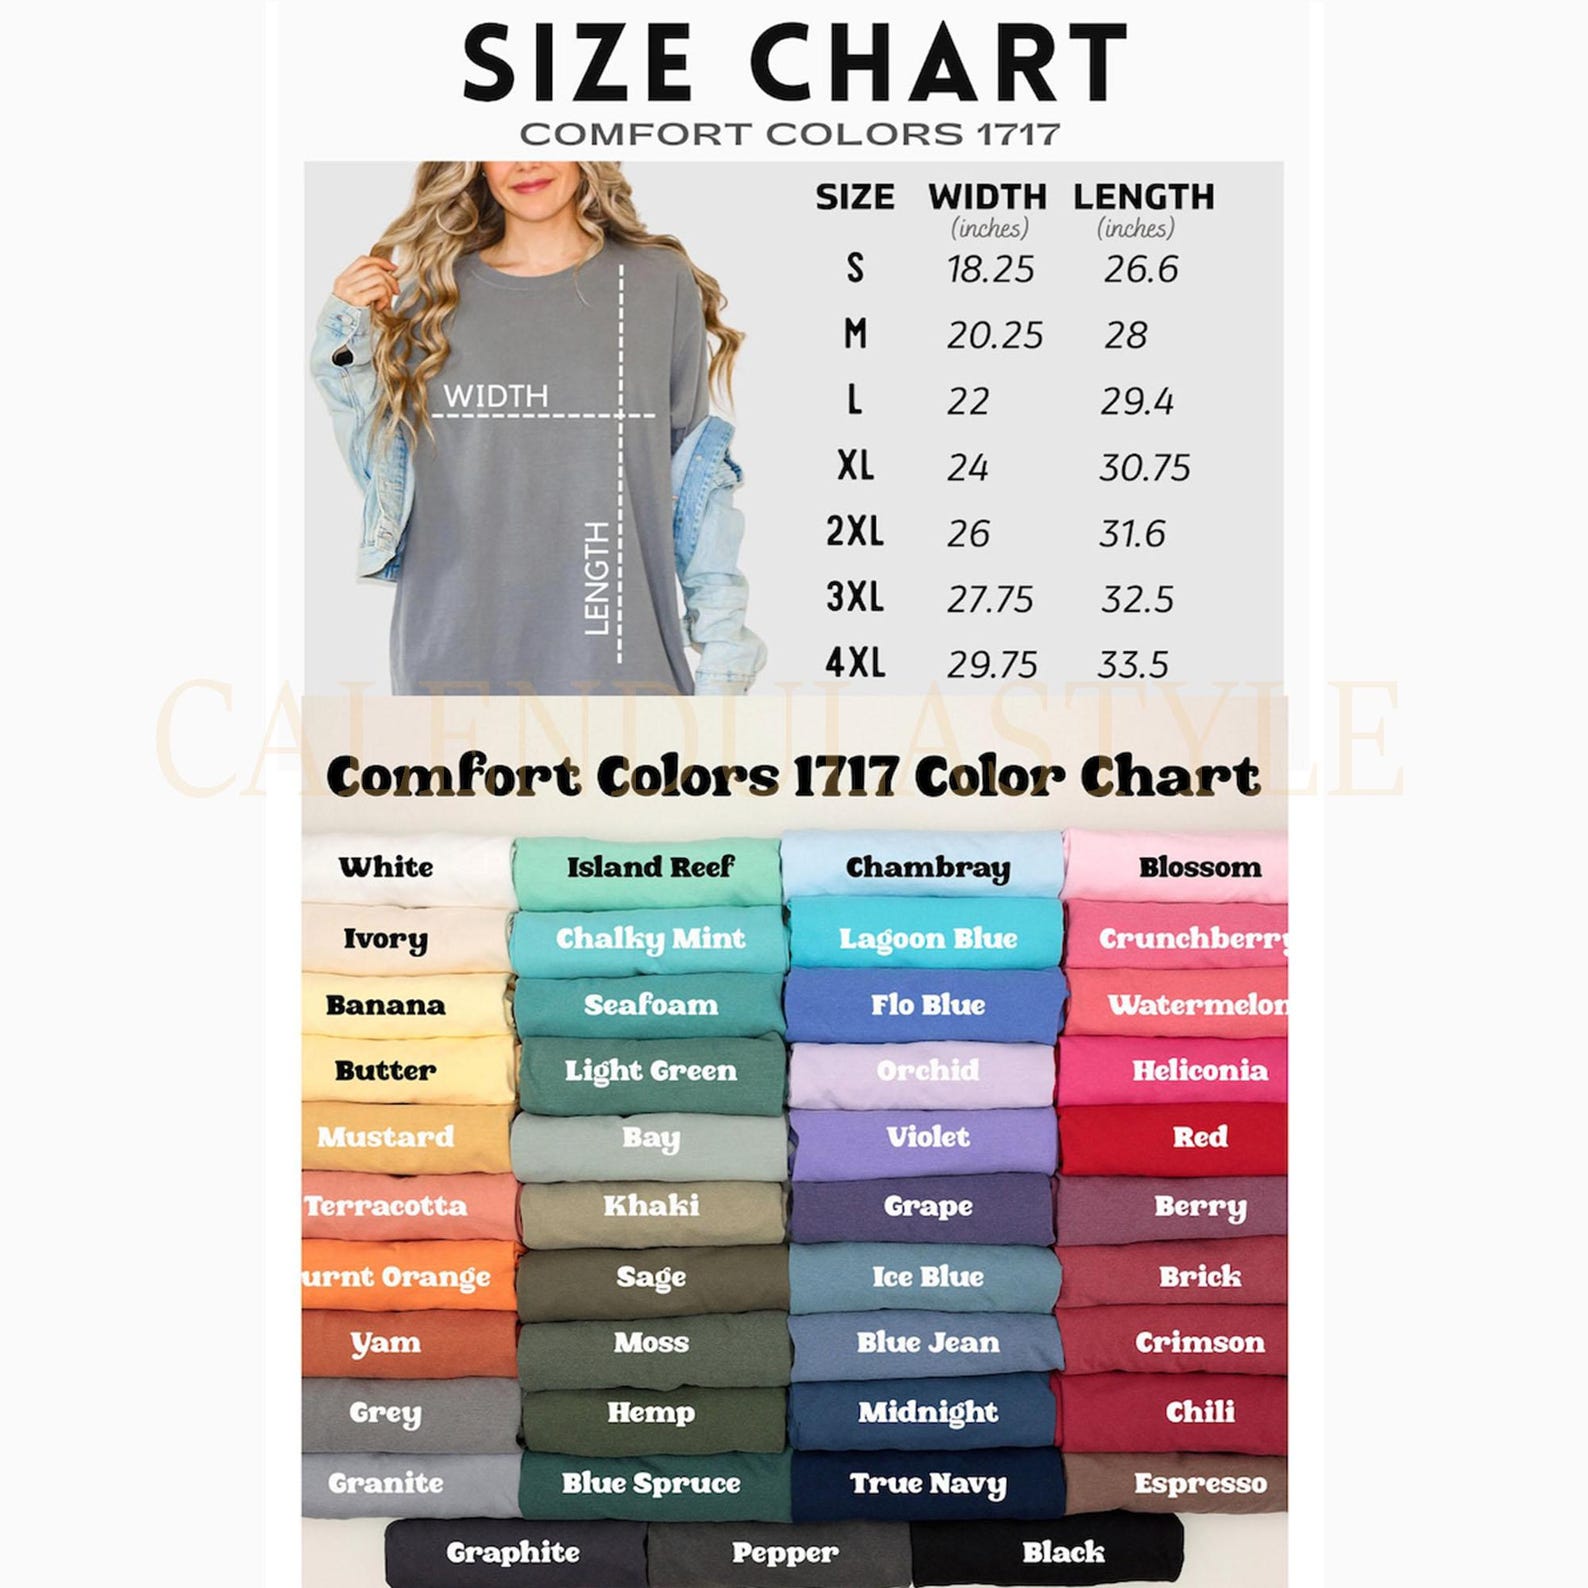 SIZE CHART
COMFORT COLORS 1717
SIZE WIDTH LENGTH
(inches) (inches)
S 18.25 26.6
M 20.25 28
L 22 29.4
XL 24 30.75
2XL 26 31.6
3XL 27.75 32.5
4XL 29.75 33.5
WIDTH
LENGTH
CALENDULASTYLE
Comfort Colors 1717 Color Chart
White Island Reef Chambray Blossom
Ivory Chalky Mint Lagoon Blue Crunchberry
Banana Seafoam Flo Blue Watermelon
Butter Light Green Orchid Heliconia
Mustard Bay Violet Red
Terracotta Khaki Grape Berry
urnt Orange Sage Ice Blue Brick
Yam Moss Blue Jean Crimson
Grey Hemp Midnight Chili
Granite Blue Spruce True Navy Espresso
Graphite Pepper Black